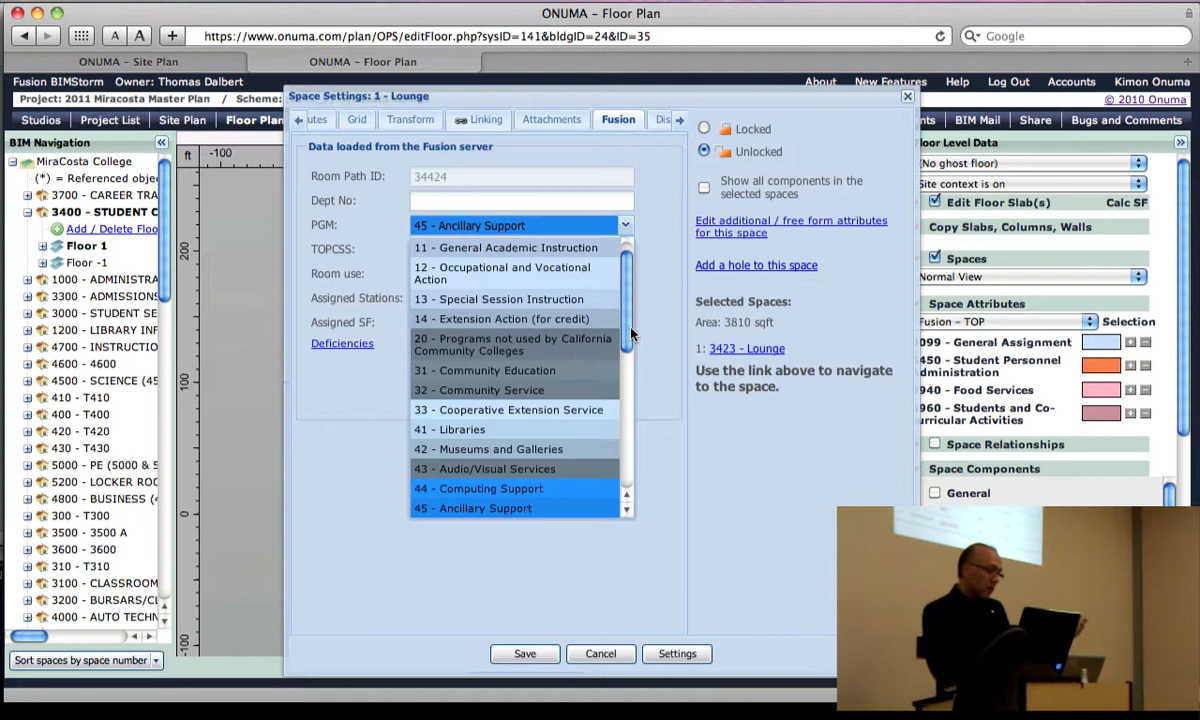 ONUMA – Floor Plan
A A + https://www.onuma.com/plan/OPS/editFloor.php?sysID=141&bldgID=24&ID=35
Google
ONUMA – Site Plan
ONUMA – Floor Plan
Fusion BIMStorm Owner: Thomas Dalbert
About New Features Help Log Out Accounts Kimon Onuma
Project: 2011 Miracosta Master Plan / Scheme:
© 2010 Onuma
Studios Project List Site Plan Floor Plan
nts BIM Mail Share Bugs and Comments
BIM Navigation
MiraCosta College
(*) = Referenced obje
3700 - CAREER TRA
3400 - STUDENT C
Add / Delete Floo
Floor 1
Floor -1
1000 - ADMINISTRA
3300 - ADMISSIONS
3000 - STUDENT SE
1200 - LIBRARY INFO
4700 - INSTRUCTIO
4600 - 4600
4500 - SCIENCE (45
410 - T410
400 - T400
420 - T420
430 - T430
5000 - PE (5000 & 5
5200 - LOCKER ROO
4800 - BUSINESS (4
300 - T300
3500 - 3500 A
3600 - 3600
310 - T310
3100 - CLASSROOM
3200 - BURSARS/CL
4000 - AUTO TECHN
Sort spaces by space number
ft
-100
200
100
0
-100
Space Settings: 1 - Lounge
utes Grid Transform Linking Attachments Fusion Dis
Data loaded from the Fusion server
Room Path ID: 34424
Dept No:
PGM: 45 - Ancillary Support
TOPCSS:
Room use:
Assigned Stations:
Assigned SF:
Deficiencies
11 - General Academic Instruction
12 - Occupational and Vocational
Action
13 - Special Session Instruction
14 - Extension Action (for credit)
20 - Programs not used by California
Community Colleges
31 - Community Education
32 - Community Service
33 - Cooperative Extension Service
41 - Libraries
42 - Museums and Galleries
43 - Audio/Visual Services
44 - Computing Support
45 - Ancillary Support
Save Cancel Settings
Locked
Unlocked
Show all components in the
selected spaces
Edit additional / free form attributes
for this space
Add a hole to this space
Selected Spaces:
Area: 3810 sqft
1: 3423 - Lounge
Use the link above to navigate
to the space.
loor Level Data
(No ghost floor)
Site context is on
Edit Floor Slab(s) Calc SF
Copy Slabs, Columns, Walls
Spaces
Normal View
Space Attributes
Fusion – TOP Selection
099 - General Assignment
450 - Student Personnel
dministration
940 - Food Services
960 - Students and Co-
urricular Activities
Space Relationships
Space Components
General